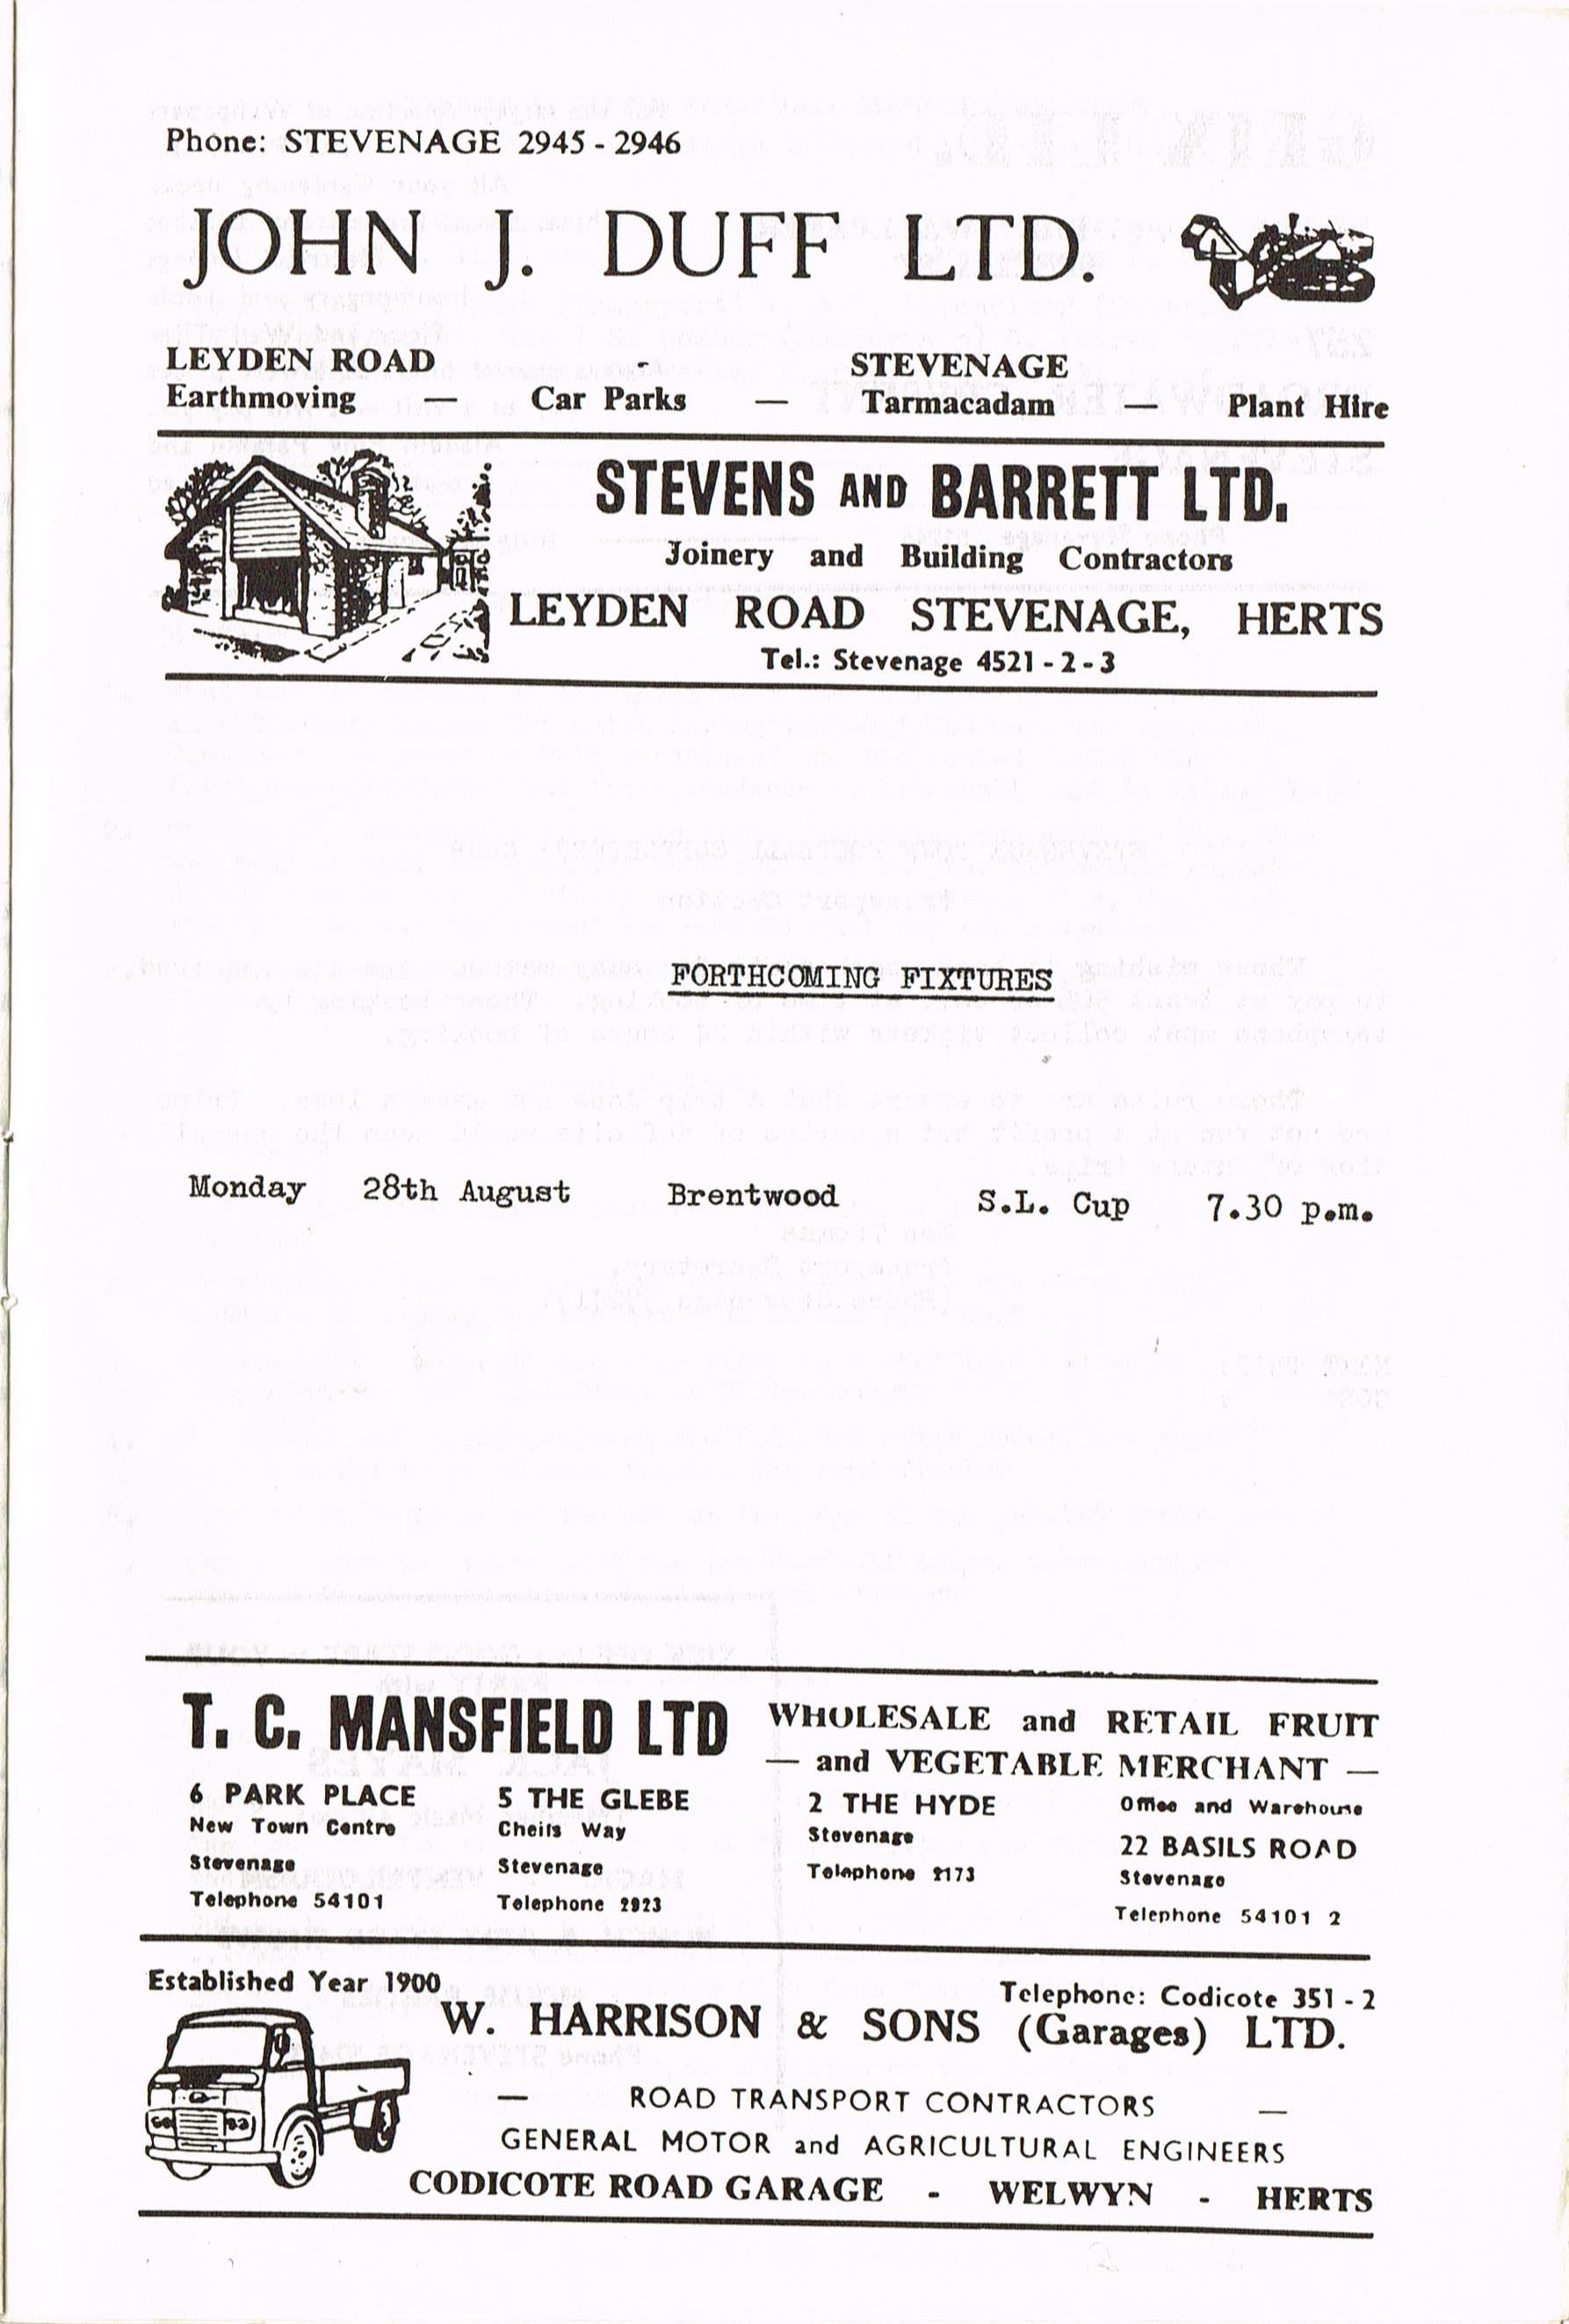 Phone: STEVENAGE 2945 - 2946
JOHN J. DUFF LTD.
LEYDEN ROAD - STEVENAGE
Earthmoving — Car Parks — Tarmacadam — Plant Hire
STEVENS AND BARRETT LTD.
Joinery and Building Contractors
LEYDEN ROAD STEVENAGE, HERTS
Tel.: Stevenage 4521 - 2 - 3
FORTHCOMING FIXTURES
Monday 28th August Brentwood S.L. Cup 7.30 p.m.
T. C. MANSFIELD LTD
WHOLESALE and RETAIL FRUIT
— and VEGETABLE MERCHANT —
6 PARK PLACE
New Town Centre
Stevenage
Telephone 54101
5 THE GLEBE
Chells Way
Stevenage
Telephone 2923
2 THE HYDE
Stevenage
Telephone 2173
Office and Warehouse
22 BASILS ROAD
Stevenage
Telephone 54101 2
Established Year 1900
Telephone: Codicote 351 - 2
W. HARRISON & SONS (Garages) LTD.
— ROAD TRANSPORT CONTRACTORS —
GENERAL MOTOR and AGRICULTURAL ENGINEERS
CODICOTE ROAD GARAGE - WELWYN - HERTS